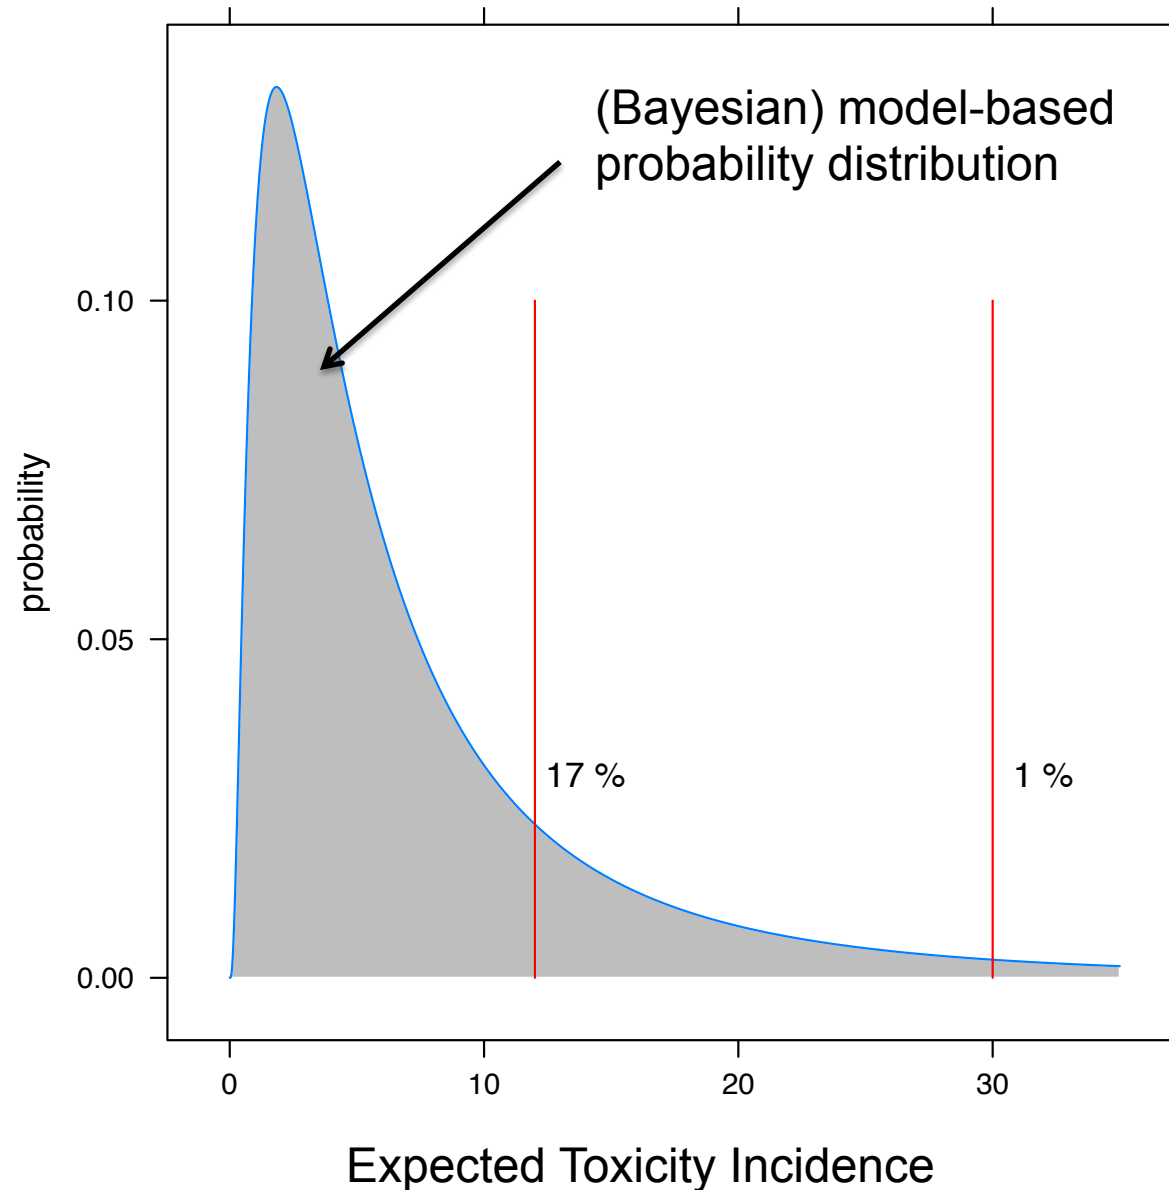 (Bayesian) model-based
probability distribution
0.10
probability
0.05
17 %
1 %
0.00
0
10
20
30
Expected Toxicity Incidence